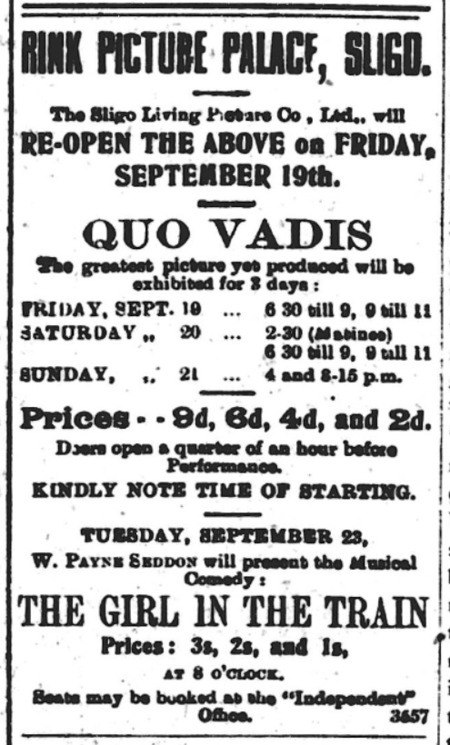 RINK PICTURE PALACE, SLIGO.
The Sligo Living Picture Co., Ltd., will
RE-OPEN THE ABOVE on FRIDAY,
SEPTEMBER 19th.
QUO VADIS
The greatest picture yet produced will be
exhibited for 3 days :
FRIDAY, SEPT. 19 ... 6 30 till 9, 9 till 11
SATURDAY „ 20 ... 2-30 (Matinee)
6 30 till 9, 9 till 11
SUNDAY, „ 21 ... 4 and 8-15 p.m.
Prices - - 9d, 6d, 4d, and 2d.
Doers open a quarter of an hour before
Performance.
KINDLY NOTE TIME OF STARTING.
TUESDAY, SEPTEMBER 23,
W. PAYNE SEDDON will present the Musical
Comedy :
THE GIRL IN THE TRAIN
Prices : 3s, 2s, and 1s,
AT 8 O'CLOCK.
Seats may be booked at the "Independent"
Office. 3657